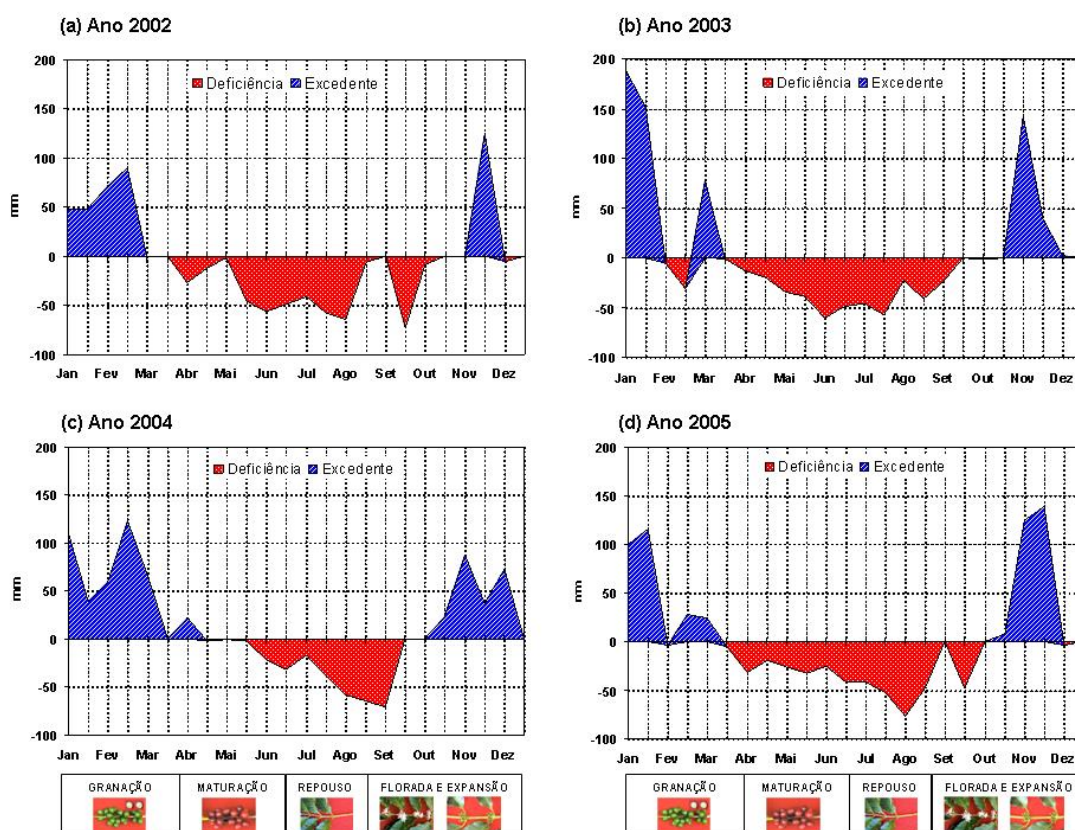 (a) Ano 2002
200
150
100
50
0
-50
-100
mm
Deficiência Excedente
Jan Fev Mar Abr Mai Jun Jul Ago Set Out Nov Dez
(b) Ano 2003
200
150
100
50
0
-50
-100
mm
Deficiência Excedente
Jan Fev Mar Abr Mai Jun Jul Ago Set Out Nov Dez
(c) Ano 2004
200
150
100
50
0
-50
-100
mm
Deficiência Excedente
Jan Fev Mar Abr Mai Jun Jul Ago Set Out Nov Dez
(d) Ano 2005
200
150
100
50
0
-50
-100
mm
Deficiência Excedente
Jan Fev Mar Abr Mai Jun Jul Ago Set Out Nov Dez
GRANAÇÃO MATURAÇÃO REPOUSO FLORADA E EXPANSÃO
GRANAÇÃO MATURAÇÃO REPOUSO FLORADA E EXPANSÃO